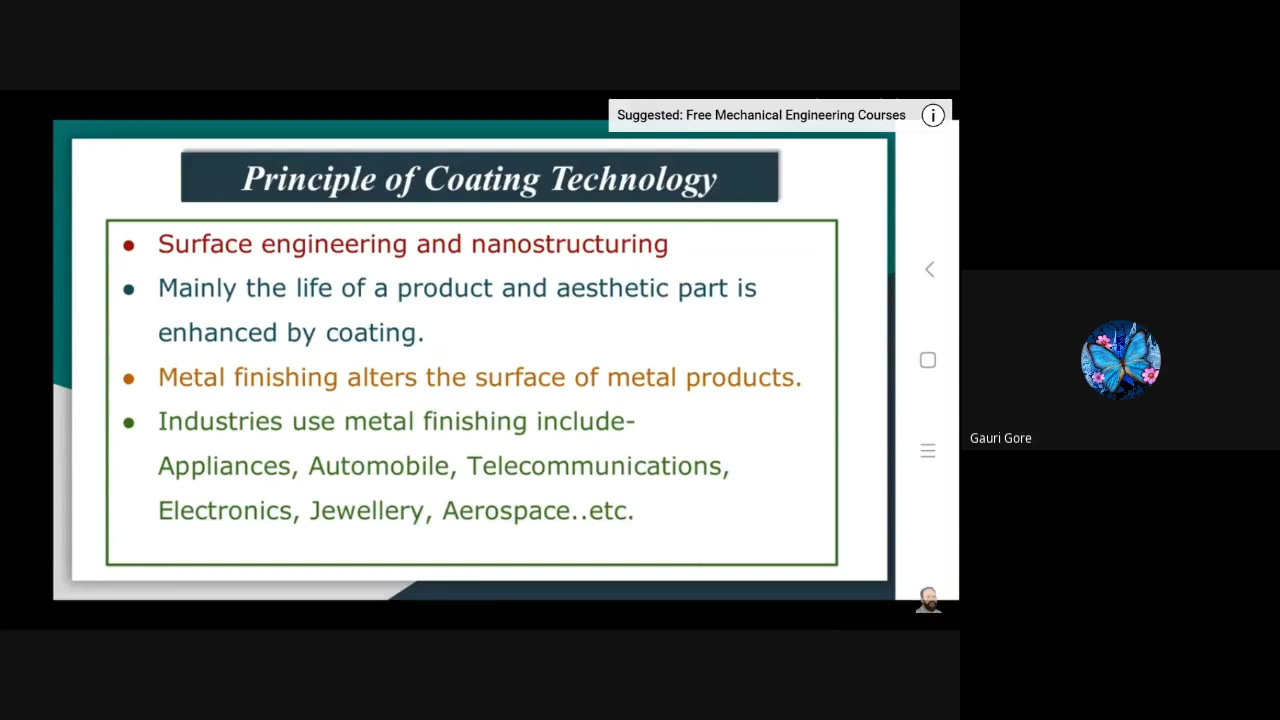 Suggested: Free Mechanical Engineering Courses
Principle of Coating Technology
Surface engineering and nanostructuring
Mainly the life of a product and aesthetic part is
enhanced by coating.
Metal finishing alters the surface of metal products.
Industries use metal finishing include-
Appliances, Automobile, Telecommunications,
Electronics, Jewellery, Aerospace..etc.
Gauri Gore